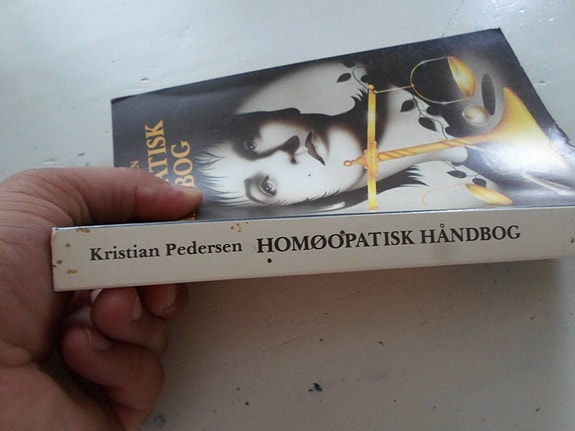 Kristian Pedersen HOMØOPATISK HÅNDBOG